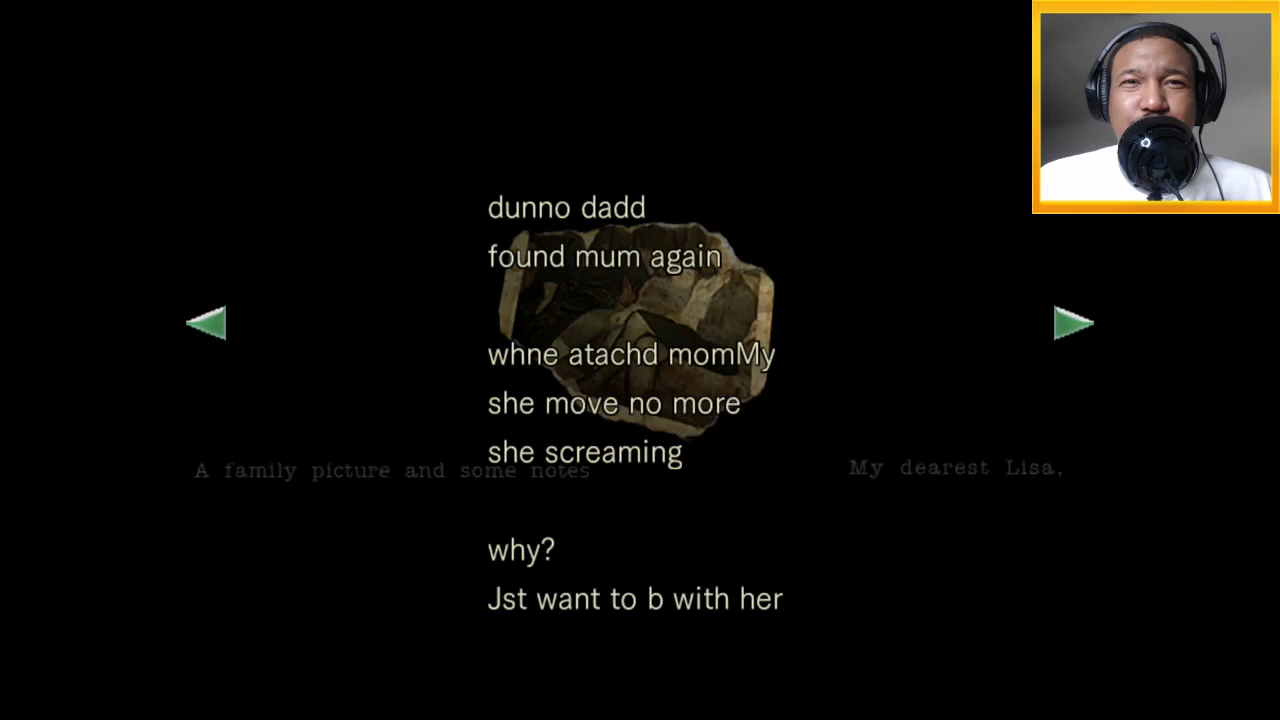 dunno dadd
found mum again
whne atachd momMy
she move no more
she screaming
A family picture and some notes
My dearest Lisa,
why?
Jst want to b with her